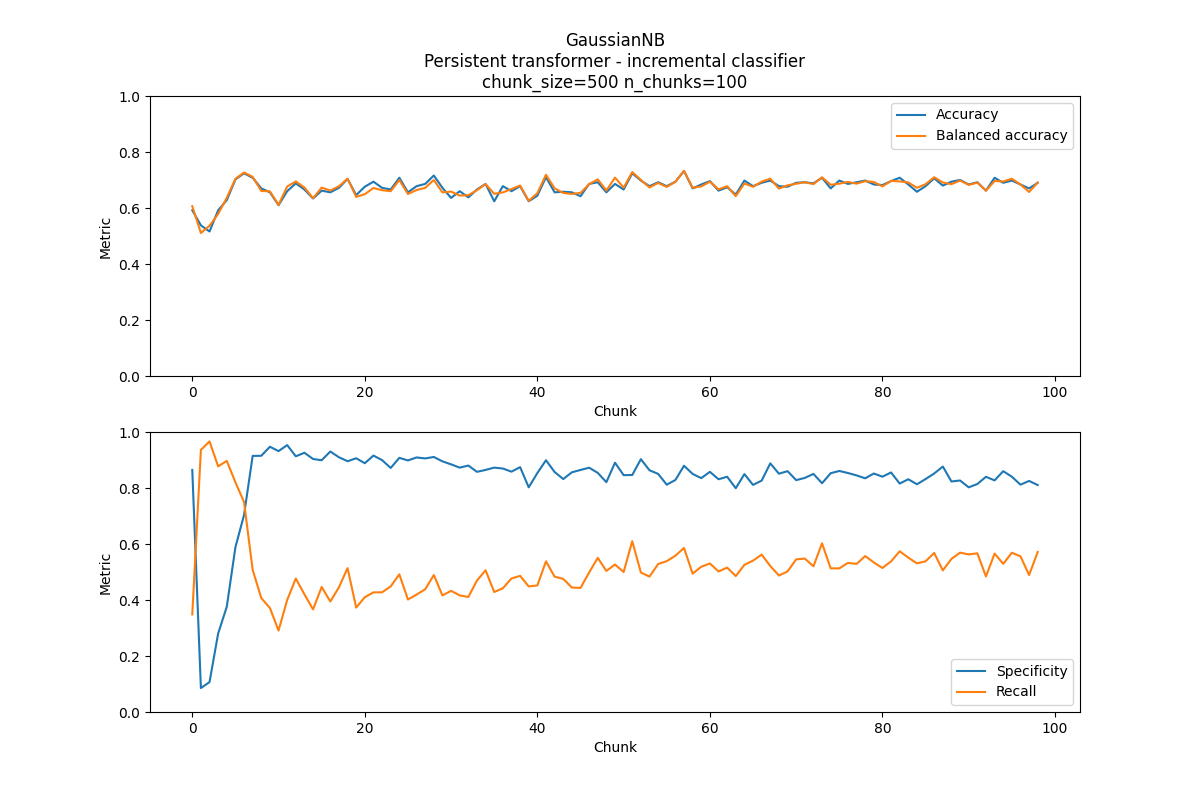 GaussianNB
Persistent transformer - incremental classifier
chunk_size=500 n_chunks=100
1.0
0.8
0.6
0.4
0.2
0.0
Metric
Accuracy
Balanced accuracy
0 20 40 60 80 100
Chunk
1.0
0.8
0.6
0.4
0.2
0.0
Metric
Specificity
Recall
0 20 40 60 80 100
Chunk